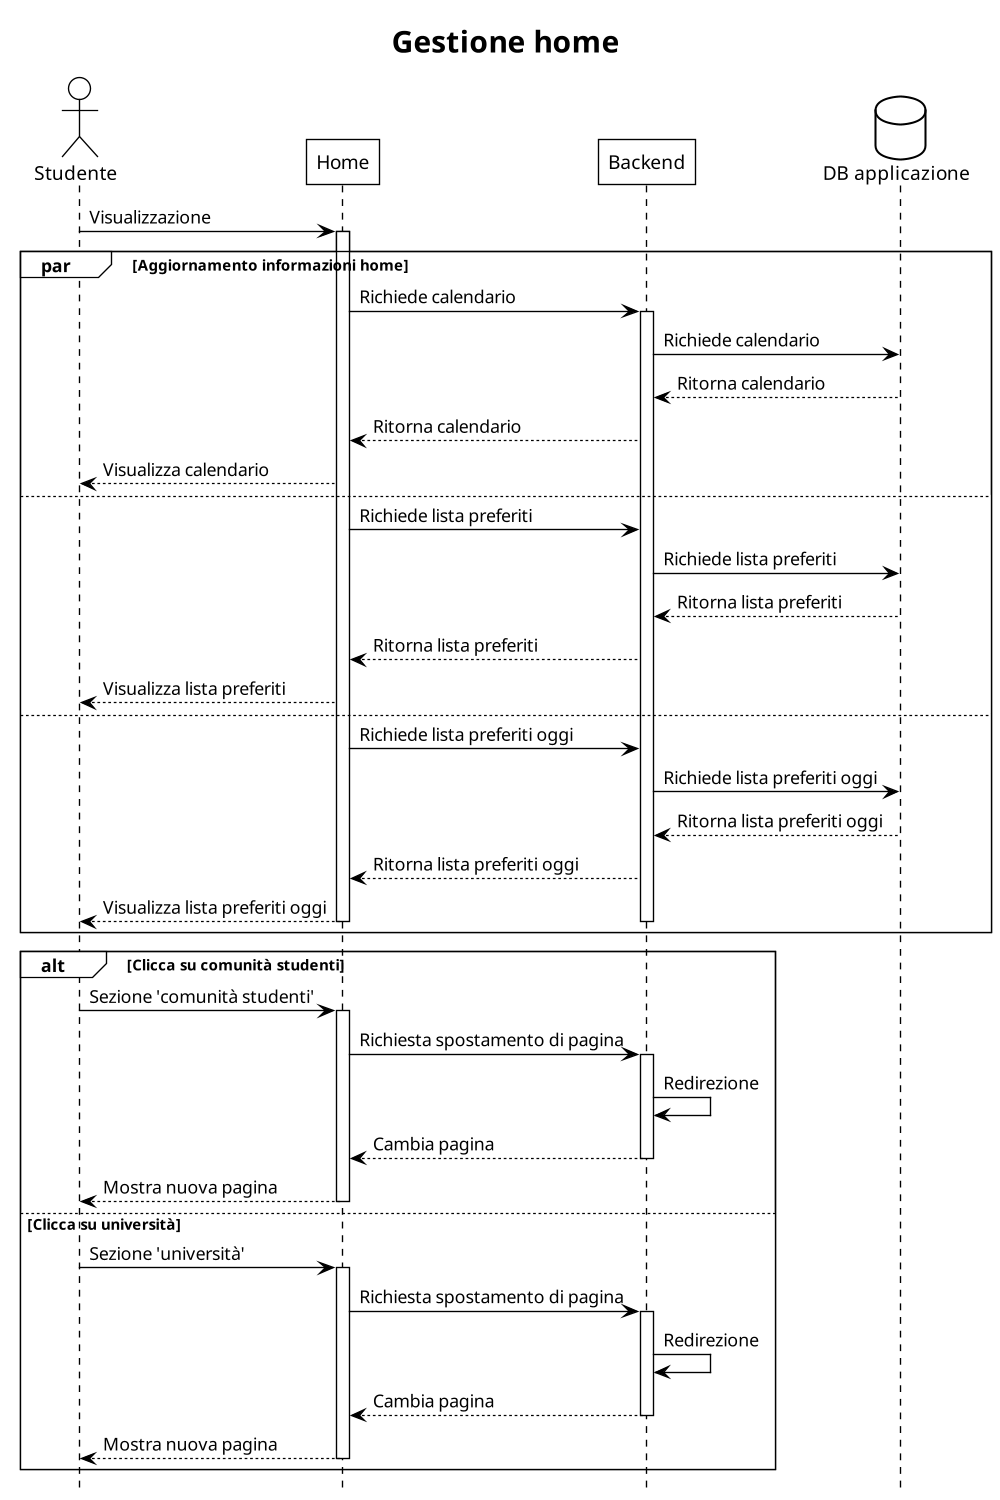 Gestione home
Studente
Home
Backend
DB applicazione
Visualizzazione
par [Aggiornamento informazioni home]
Richiede calendario
Richiede calendario
Ritorna calendario
Ritorna calendario
Visualizza calendario
Richiede lista preferiti
Richiede lista preferiti
Ritorna lista preferiti
Ritorna lista preferiti
Visualizza lista preferiti
Richiede lista preferiti oggi
Richiede lista preferiti oggi
Ritorna lista preferiti oggi
Ritorna lista preferiti oggi
Visualizza lista preferiti oggi
alt [Clicca su comunità studenti]
Sezione 'comunità studenti'
Richiesta spostamento di pagina
Redirezione
Cambia pagina
Mostra nuova pagina
[Clicca su università]
Sezione 'università'
Richiesta spostamento di pagina
Redirezione
Cambia pagina
Mostra nuova pagina